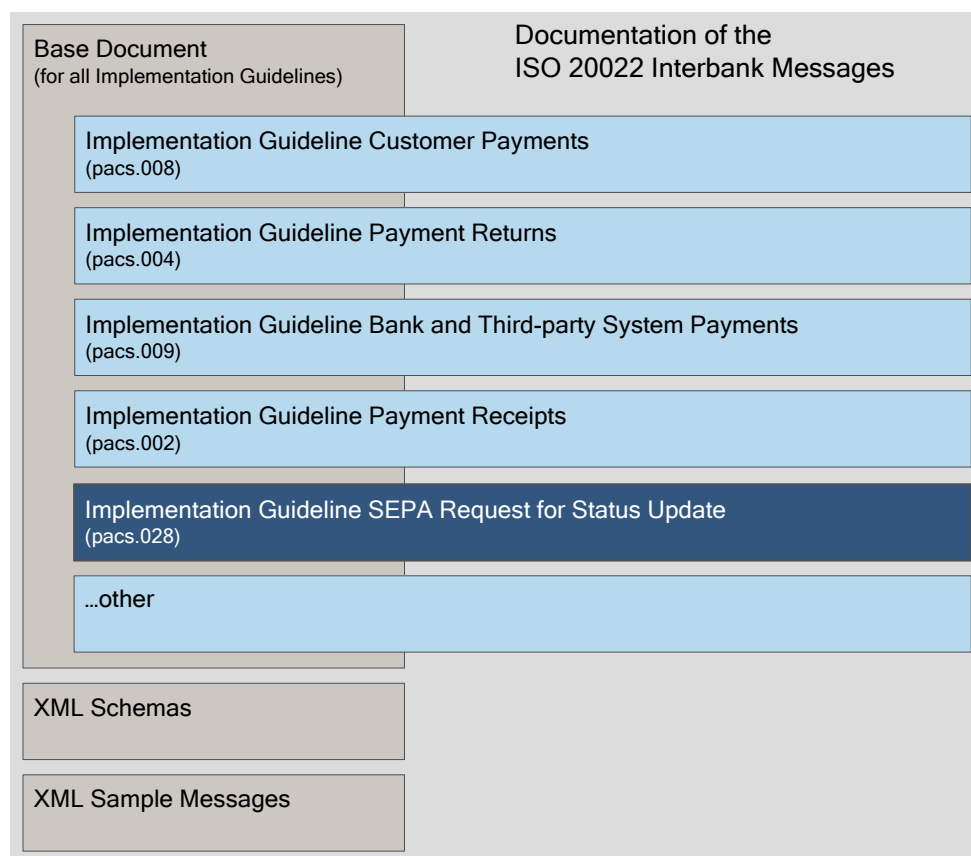 Base Document
(for all Implementation Guidelines)
Documentation of the
ISO 20022 Interbank Messages
Implementation Guideline Customer Payments
(pacs.008)
Implementation Guideline Payment Returns
(pacs.004)
Implementation Guideline Bank and Third-party System Payments
(pacs.009)
Implementation Guideline Payment Receipts
(pacs.002)
Implementation Guideline SEPA Request for Status Update
(pacs.028)
…other
XML Schemas
XML Sample Messages